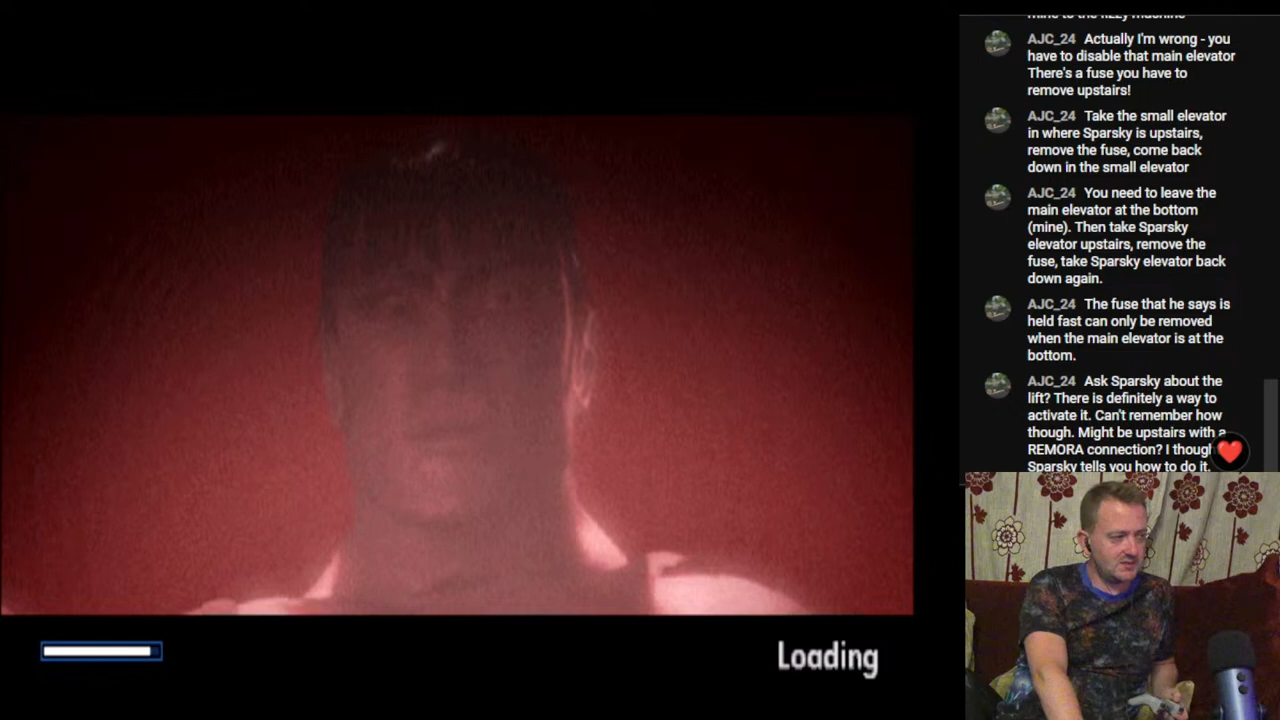 AJC_24 Actually I'm wrong - you
have to disable that main elevator
There's a fuse you have to
remove upstairs!
AJC_24 Take the small elevator
in where Sparsky is upstairs,
remove the fuse, come back
down in the small elevator
AJC_24 You need to leave the
main elevator at the bottom
(mine). Then take Sparsky
elevator upstairs, remove the
fuse, take Sparsky elevator back
down again.
AJC_24 The fuse that he says is
held fast can only be removed
when the main elevator is at the
bottom.
AJC_24 Ask Sparsky about the
lift? There is definitely a way to
activate it. Can't remember how
though. Might be upstairs with a
REMORA connection? I though
Sparsky tells you how to do it.
Loading